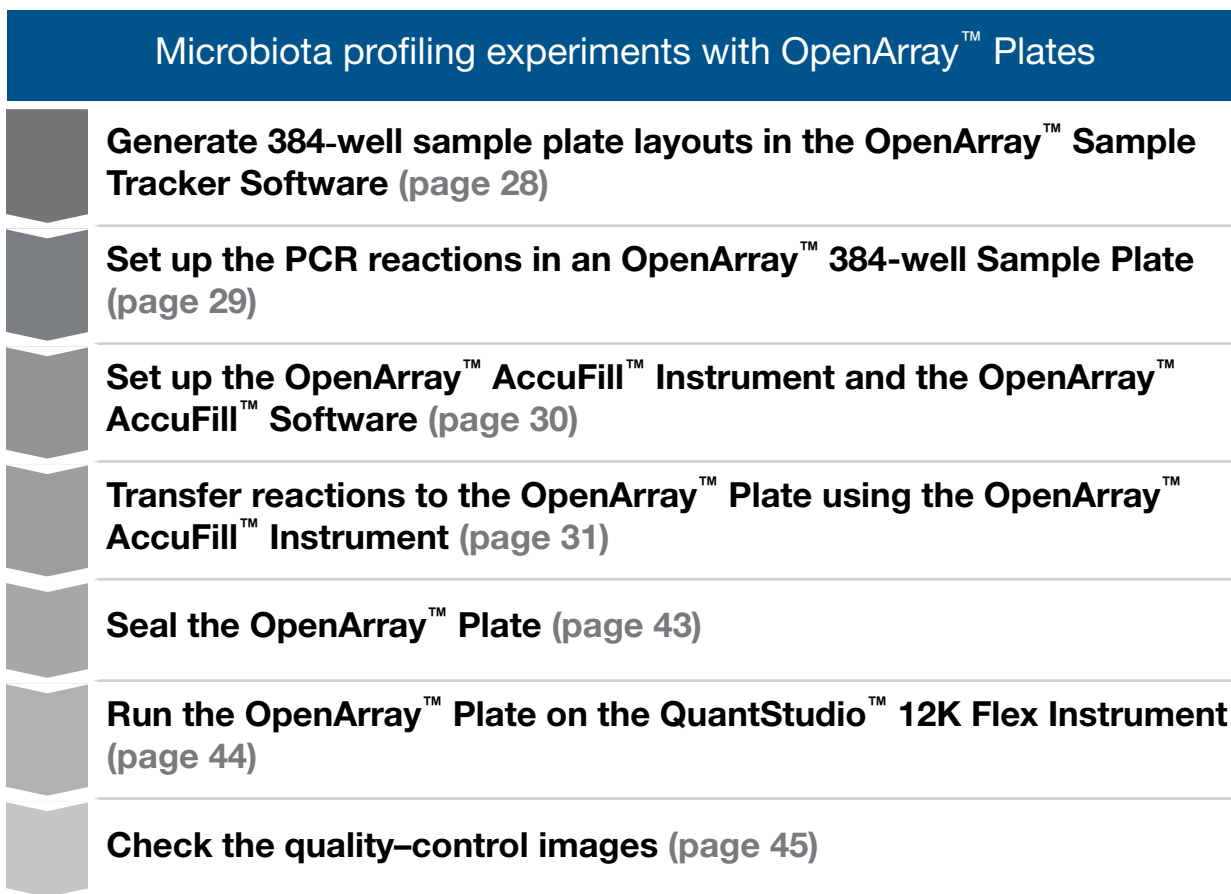 Microbiota profiling experiments with OpenArray™ Plates
Generate 384-well sample plate layouts in the OpenArray™ Sample
Tracker Software (page 28)
Set up the PCR reactions in an OpenArray™ 384-well Sample Plate
(page 29)
Set up the OpenArray™ AccuFill™ Instrument and the OpenArray™
AccuFill™ Software (page 30)
Transfer reactions to the OpenArray™ Plate using the OpenArray™
AccuFill™ Instrument (page 31)
Seal the OpenArray™ Plate (page 43)
Run the OpenArray™ Plate on the QuantStudio™ 12K Flex Instrument
(page 44)
Check the quality–control images (page 45)